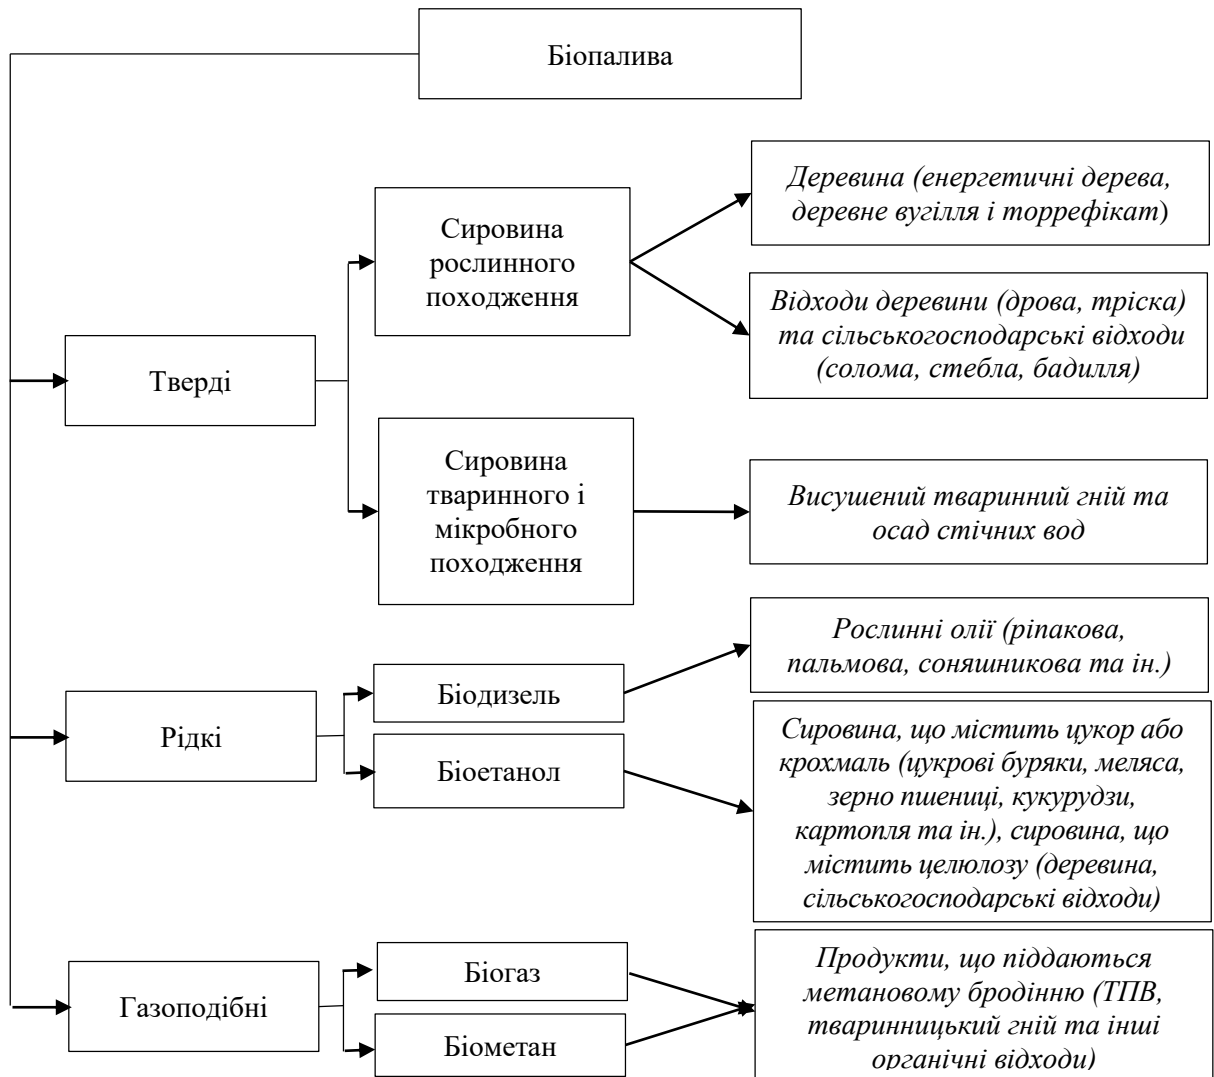 Біопалива
Деревина (енергетичні дерева,
деревне вугілля і торрефікат)
Сировина
рослинного
походження
Відходи деревини (дрова, тріска)
та сільськогосподарські відходи
(солома, стебла, бадилля)
Тверді
Сировина
тваринного і
мікробного
походження
Висушений тваринний гній та
осад стічних вод
Рослинні олії (ріпакова,
пальмова, соняшникова та ін.)
Біодизель
Рідкі
Біоетанол
Сировина, що містить цукор або
крохмаль (цукрові буряки, меляса,
зерно пшениці, кукурудзи,
картопля та ін.), сировина, що
містить целюлозу (деревина,
сільськогосподарські відходи)
Біогаз
Газоподібні
Біометан
Продукти, що піддаються
метановому бродінню (ТПВ,
тваринницький гній та інші
органічні відходи)